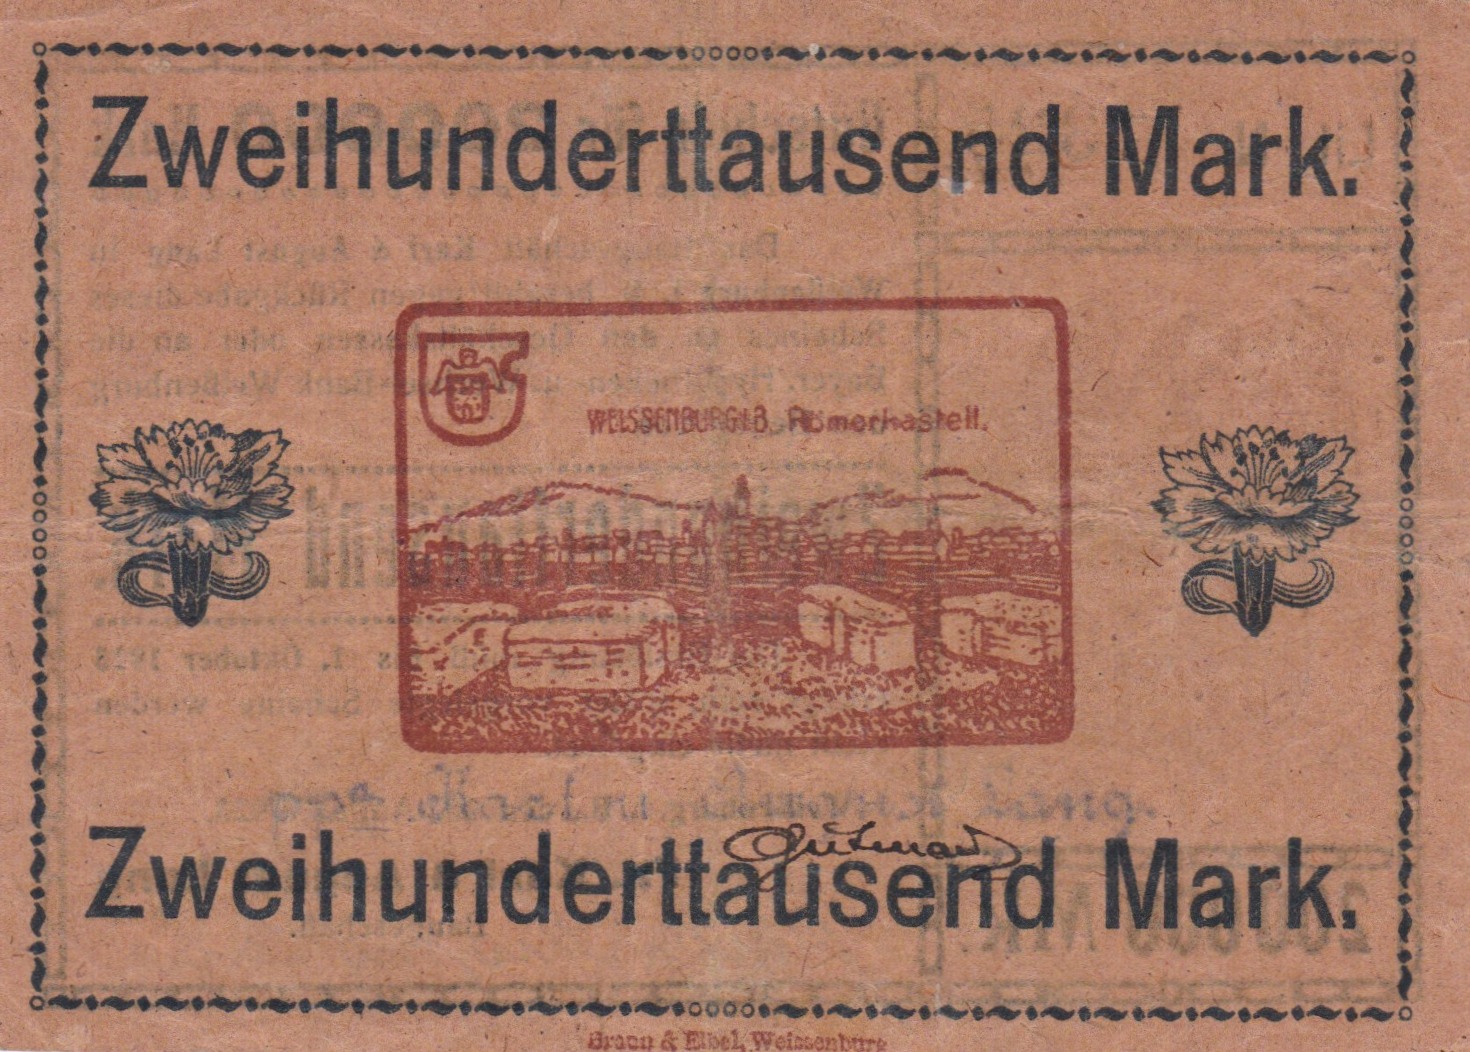 Zweihunderttausend Mark.
WEISSENBURG i.B. Römerkastell.
Zweihunderttausend Mark.
Braun & Elbel, Weissenburg